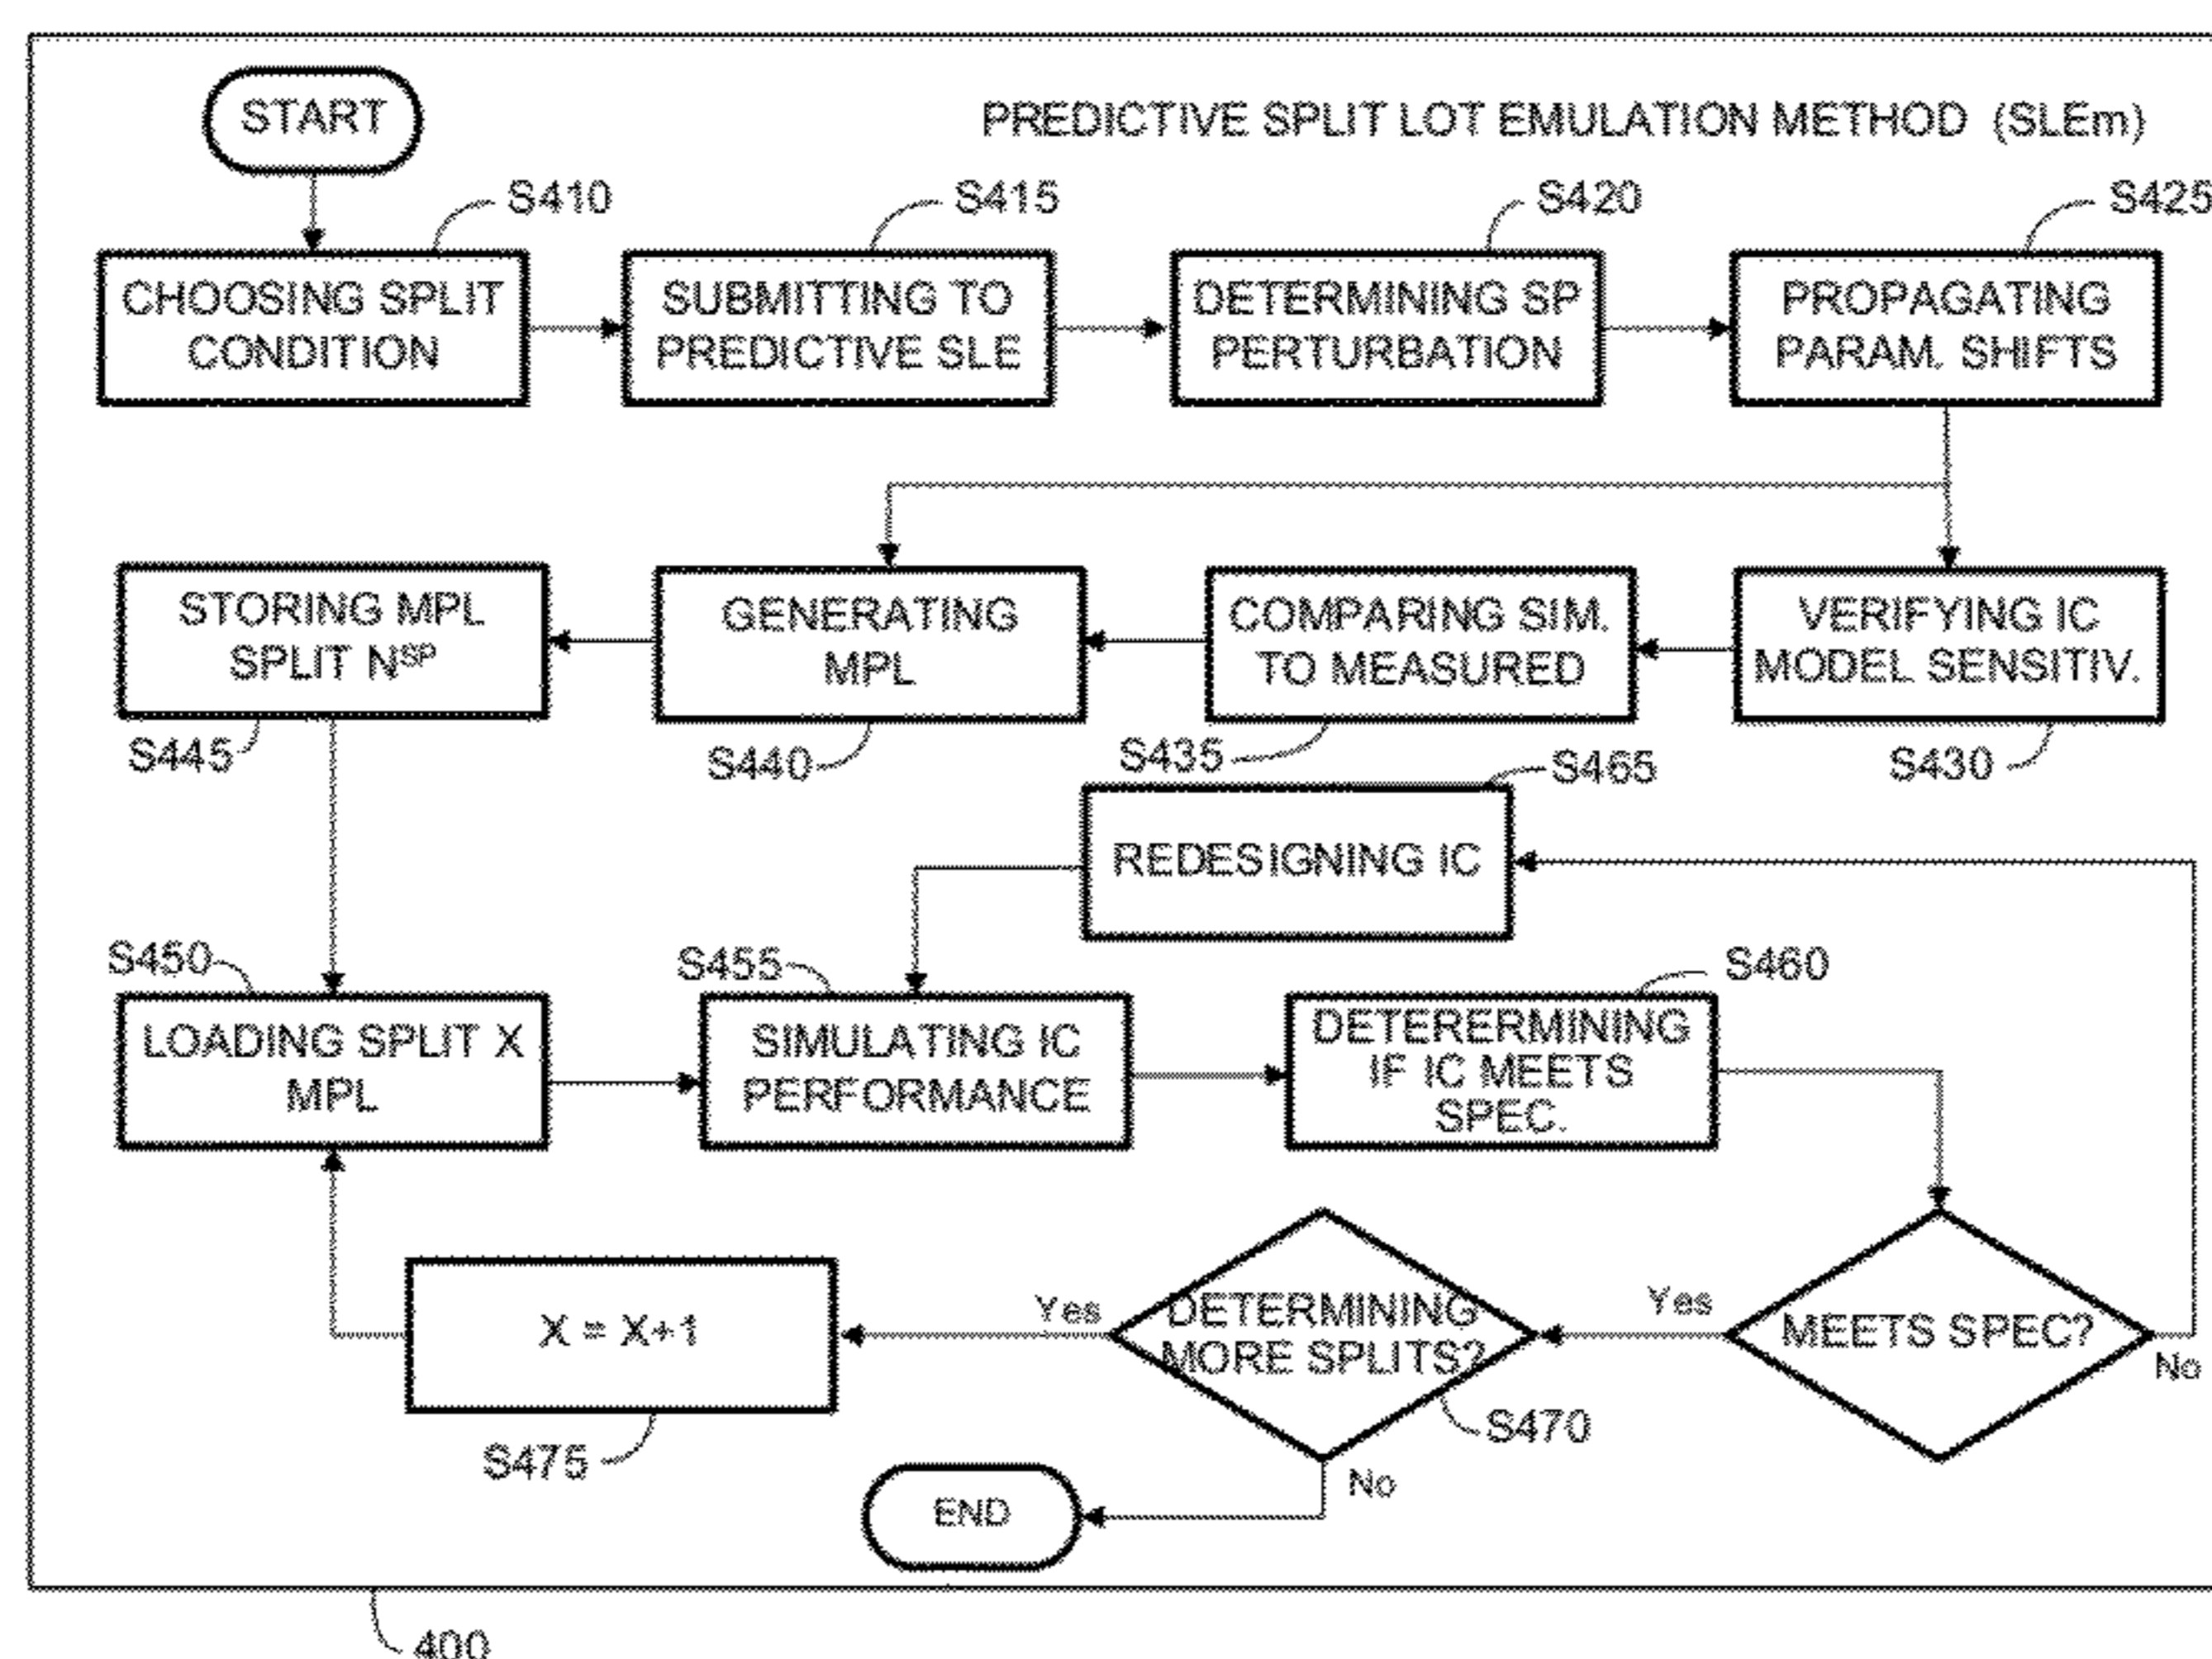 START
PREDICTIVE SPLIT LOT EMULATION METHOD (SLEm)
S410
S415
S420
S425
CHOOSING SPLIT
CONDITION
SUBMITTING TO
PREDICTIVE SLE
DETERMINING SP
PERTURBATION
PROPAGATING
PARAM. SHIFTS
STORING MPL
SPLIT Nˢᴾ
GENERATING
MPL
COMPARING SIM.
TO MEASURED
VERIFYING IC
MODEL SENSITIV.
S445
S440
S435
S465
S430
REDESIGNING IC
S450
S455
S460
LOADING SPLIT X
MPL
SIMULATING IC
PERFORMANCE
DETERERMINING
IF IC MEETS
SPEC.
X = X+1
Yes
DETERMINING
MORE SPLITS?
Yes
MEETS SPEC?
No
S475
S470
No
END
400